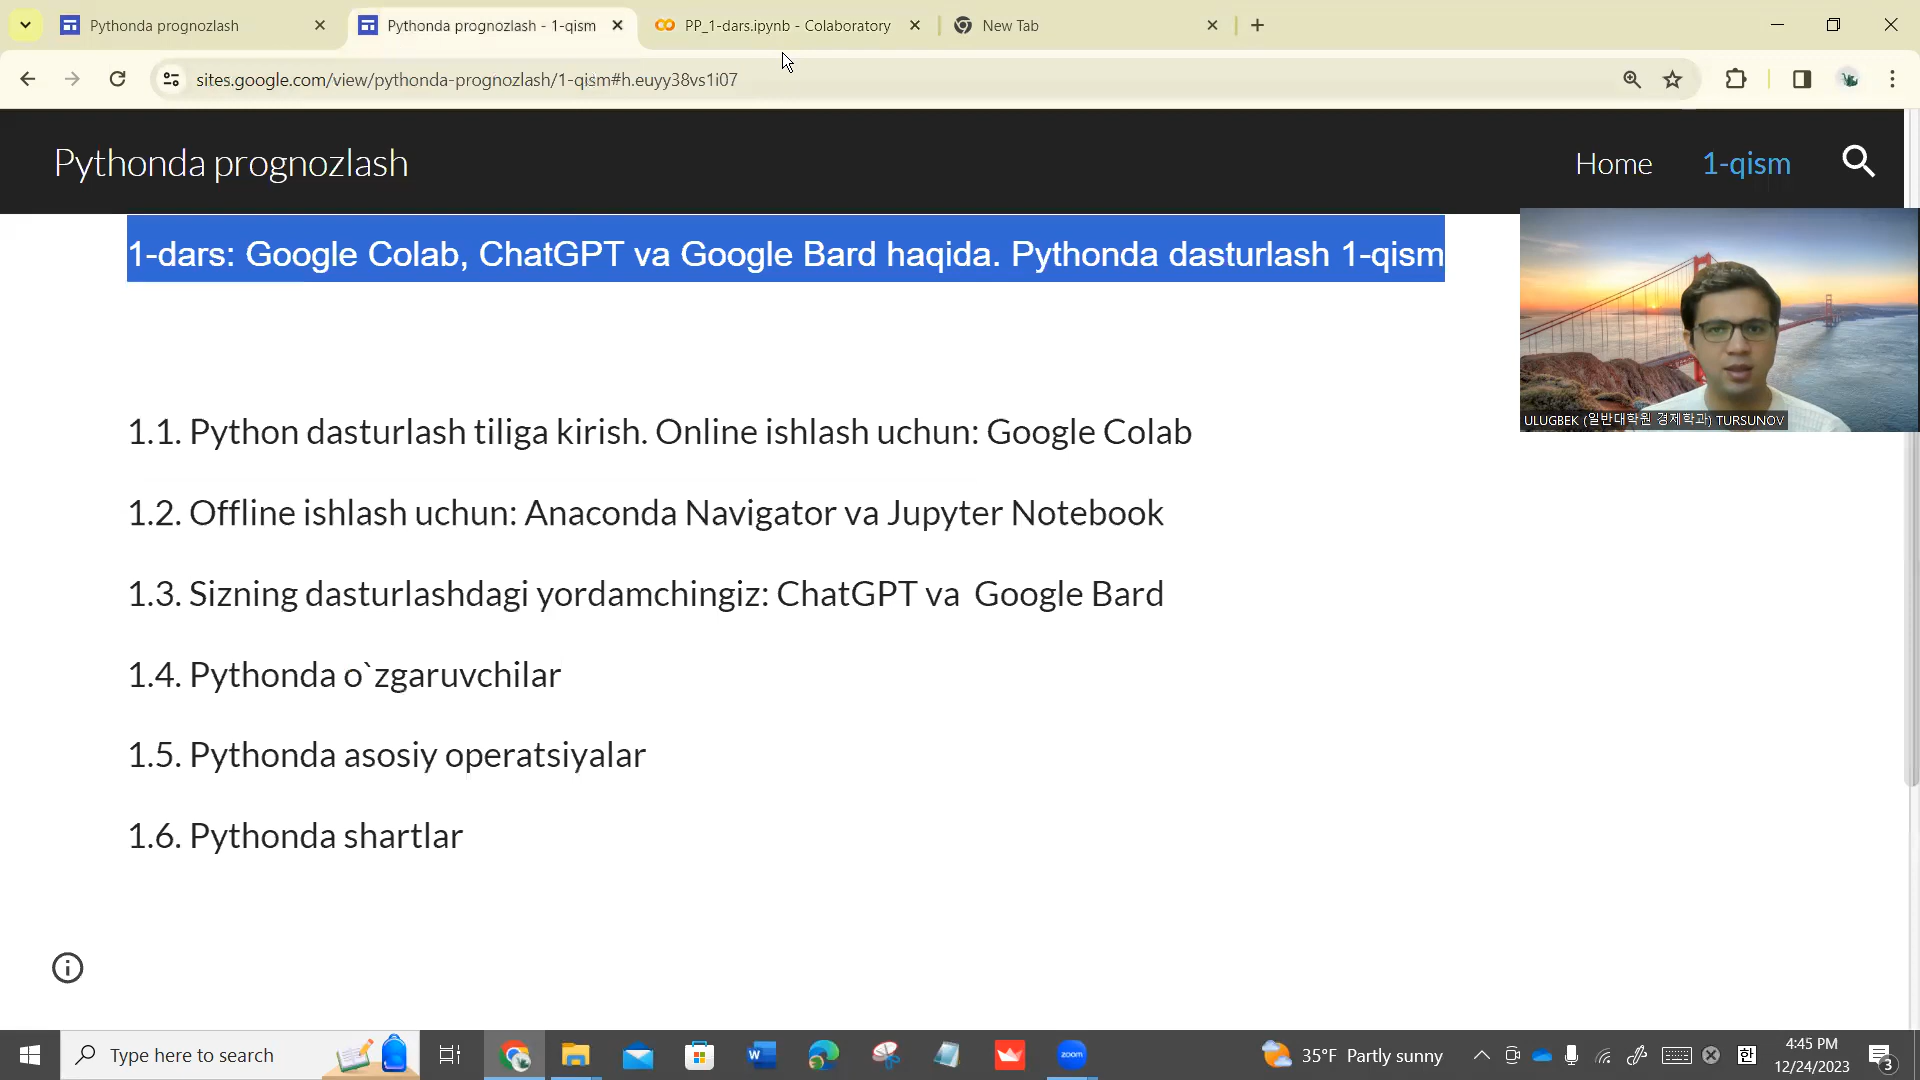 Pythonda prognozlash
Pythonda prognozlash - 1-qism
PP_1-dars.ipynb - Colaboratory
New Tab
sites.google.com/view/pythonda-prognozlash/1-qism#h.euyy38vs1i07
Pythonda prognozlash
Home
1-qism
1-dars: Google Colab, ChatGPT va Google Bard haqida. Pythonda dasturlash 1-qism
ULUGBEK (일반대학원 경제학과) TURSUNOV
1.1. Python dasturlash tiliga kirish. Online ishlash uchun: Google Colab
1.2. Offline ishlash uchun: Anaconda Navigator va Jupyter Notebook
1.3. Sizning dasturlashdagi yordamchingiz: ChatGPT va Google Bard
1.4. Pythonda o`zgaruvchilar
1.5. Pythonda asosiy operatsiyalar
1.6. Pythonda shartlar
Type here to search
zoom
35°F Partly sunny
한
4:45 PM
12/24/2023
3